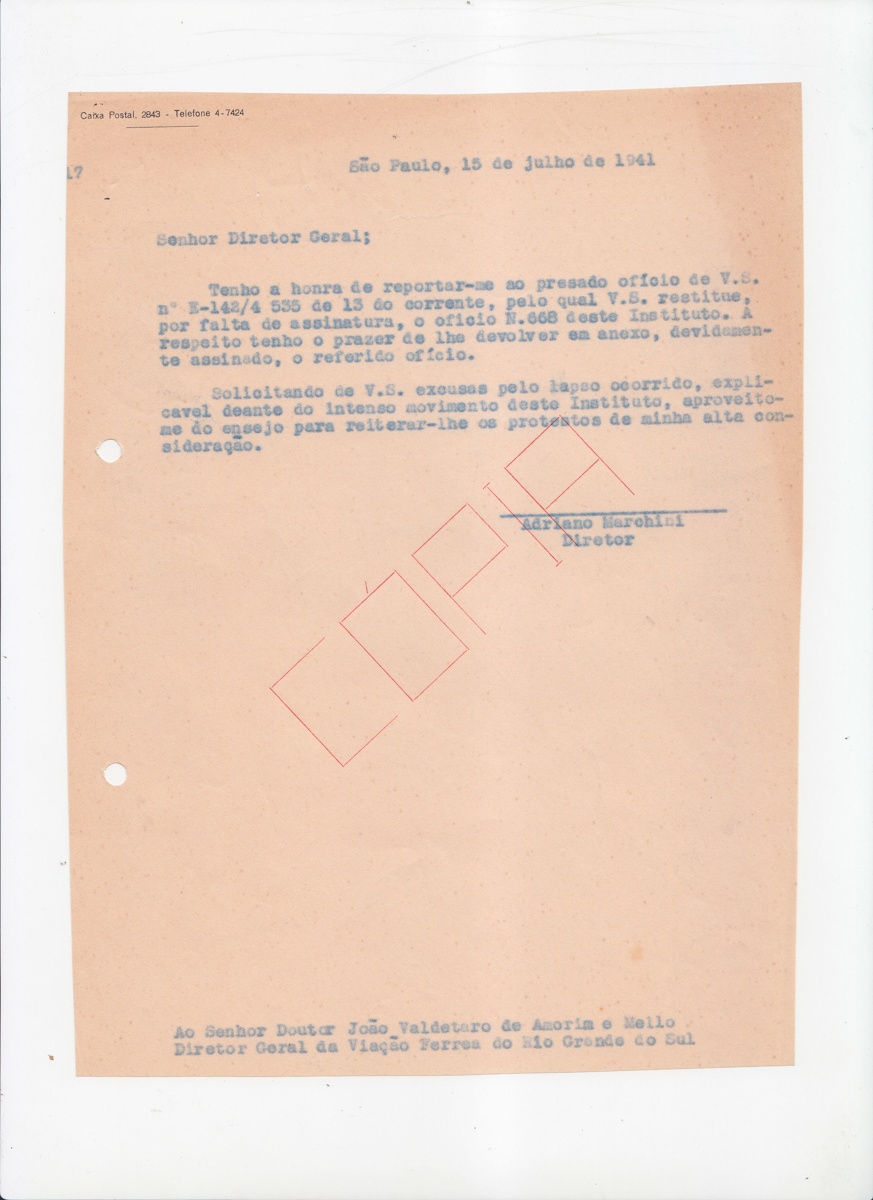 Caixa Postal, 2843 - Telefone 4-7424
17
São Paulo, 15 de julho de 1941
Senhor Diretor Geral;
Tenho a honra de reportar-me ao presado ofício de V.S.
nº E-142/4 535 de 13 do corrente, pelo qual V.S. restitue,
por falta de assinatura, o oficio N.668 deste Instituto. A
respeito tenho o prazer de lhe devolver em anexo, devidamen-
te assinado, o referido ofício.
Solicitando de V.S. excusas pelo lapso ocorrido, expli-
cavel deante do intenso movimento deste Instituto, aproveito-
me do ensejo para reiterar-lhe os protestos de minha alta con-
sideração.
CÓPIA
Adriano Marchini
Diretor
Ao Senhor Doutor João Valdetaro de Amorim e Mello
Diretor Geral da Viação Ferrea do Rio Grande do Sul